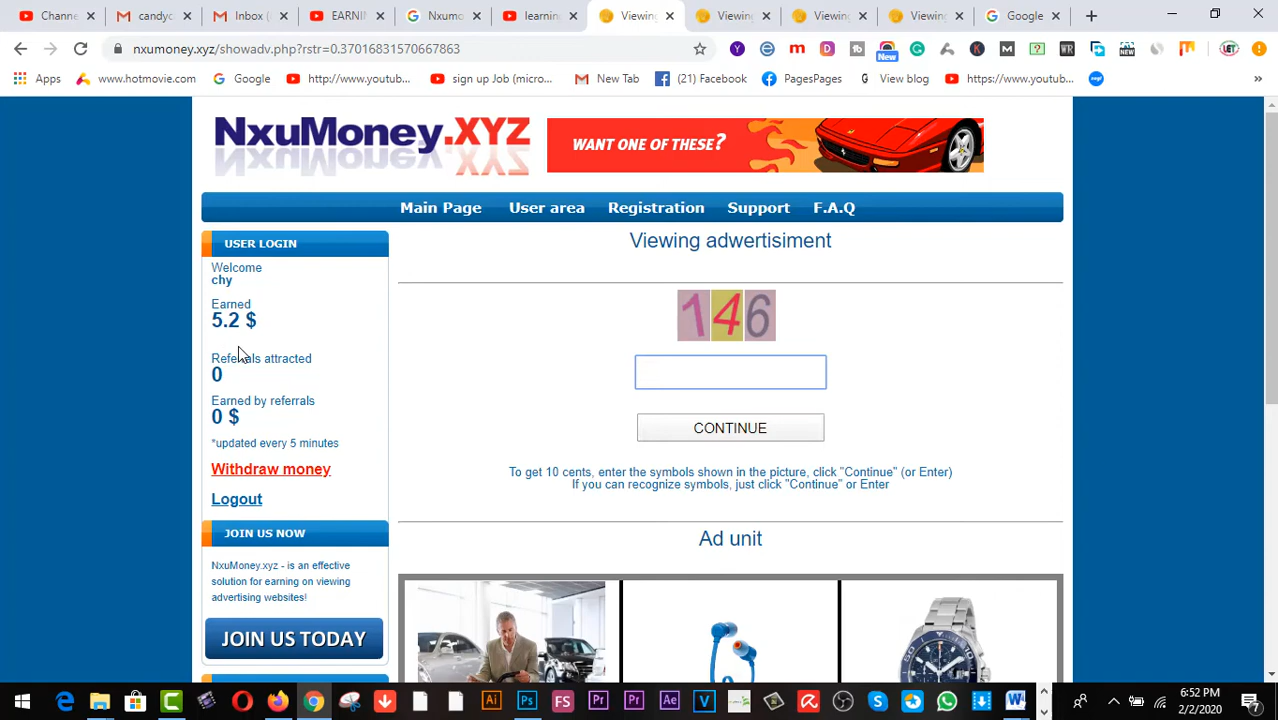 Channe
candyc
Inbox (
EARNIN
Nxumo
learning
Viewing
Viewing
Viewing
Viewing
Google
nxumoney.xyz/showadv.php?rstr=0.37016831570667863
New
NEW
Apps
www.hotmovie.com
Google
http://www.youtub...
sign up Job (micro...
New Tab
(21) Facebook
PagesPages
View blog
https://www.youtub...
NxuMoney.XYZ
WANT ONE OF THESE?
Main Page User area Registration Support F.A.Q
USER LOGIN
Welcome
chy
Earned
5.2 $
Referrals attracted
0
Earned by referrals
0 $
*updated every 5 minutes
Withdraw money
Logout
JOIN US NOW
NxuMoney.xyz - is an effective
solution for earning on viewing
advertising websites!
JOIN US TODAY
Viewing adwertisiment
146
CONTINUE
To get 10 cents, enter the symbols shown in the picture, click "Continue" (or Enter)
If you can recognize symbols, just click "Continue" or Enter
Ad unit
6:52 PM
2/2/2020